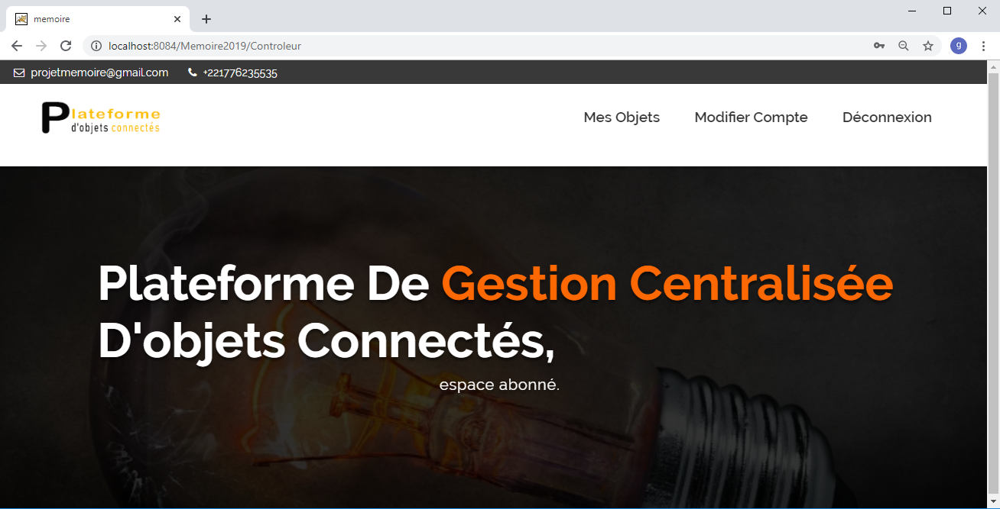 memoire
localhost:8084/Memoire2019/Controleur
g
projetmemoire@gmail.com +221776235535
Plateforme
d'objets connectés
Mes Objets Modifier Compte Déconnexion
Plateforme De Gestion Centralisée
D'objets Connectés,
espace abonné.